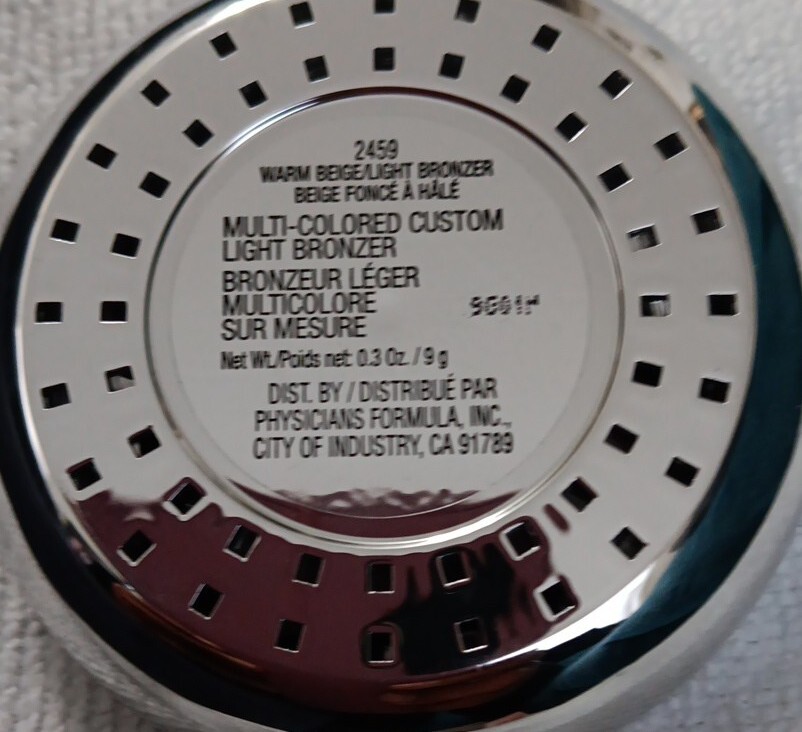 2459
WARM BEIGE/LIGHT BRONZER
BEIGE FONCÉ À HÂLÉ
MULTI-COLORED CUSTOM
LIGHT BRONZER
BRONZEUR LÉGER
MULTICOLORE
SUR MESURE
Net Wt./Poids net: 0.3 Oz. / 9 g
DIST. BY / DISTRIBUÉ PAR
PHYSICIANS FORMULA, INC.,
CITY OF INDUSTRY, CA 91789